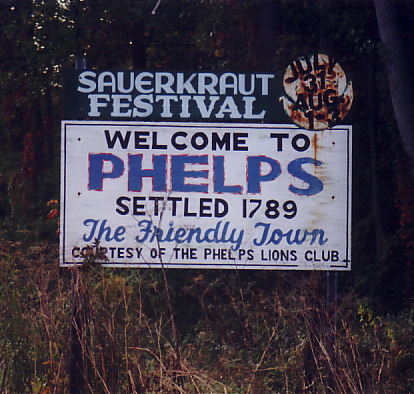 SAUERKRAUT
FESTIVAL
JULY
31
AUG.
1-2
WELCOME TO
PHELPS
SETTLED 1789
The Friendly Town
COURTESY OF THE PHELPS LIONS CLUB